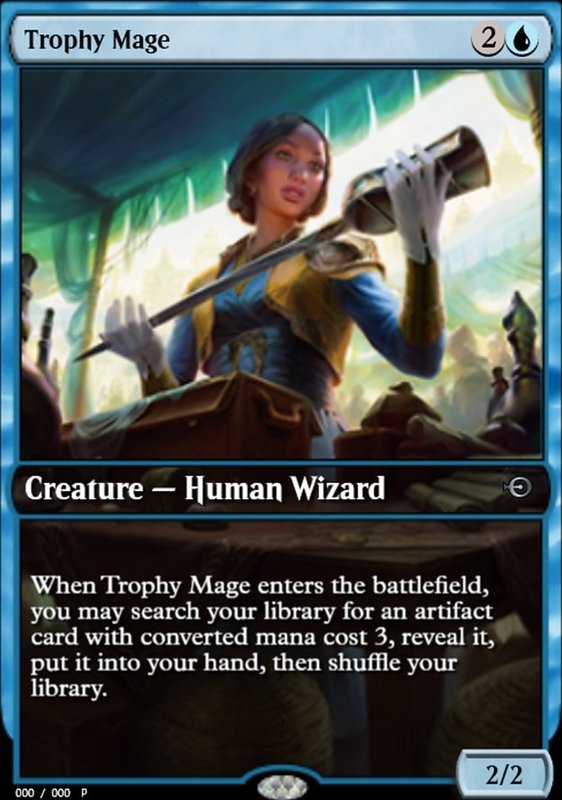 Trophy Mage 2
Creature — Human Wizard
When Trophy Mage enters the battlefield,
you may search your library for an artifact
card with converted mana cost 3, reveal it,
put it into your hand, then shuffle your
library.
2/2
000 / 000 P